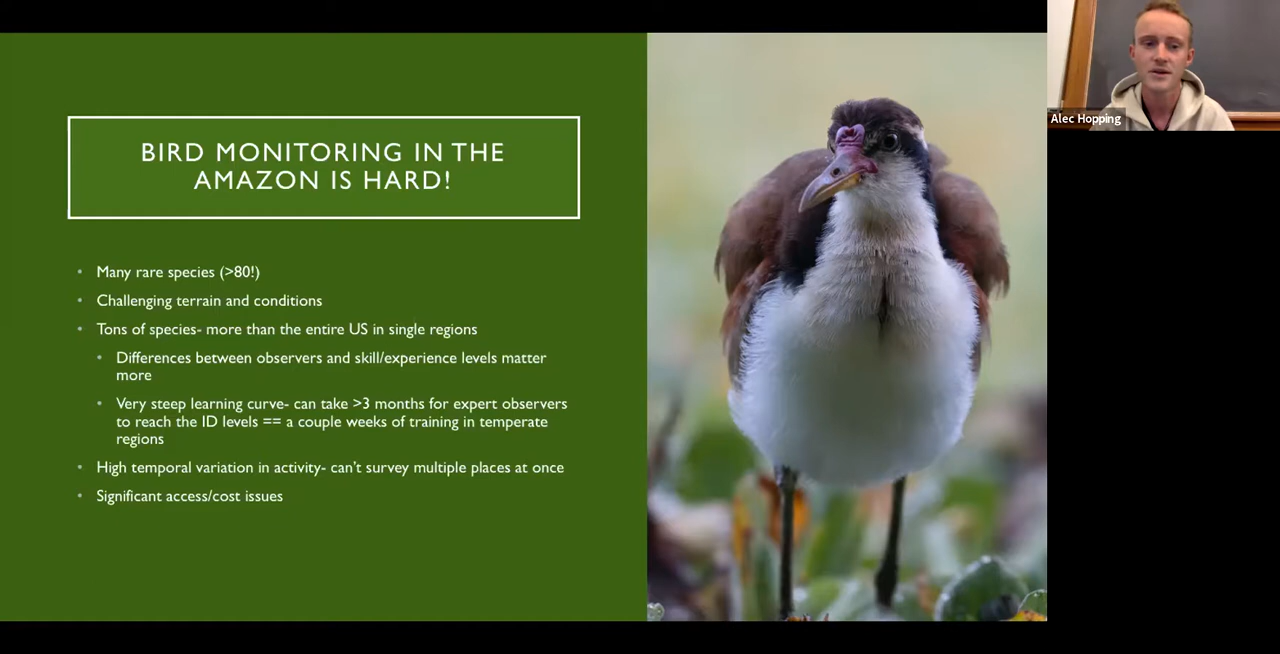 BIRD MONITORING IN THE
AMAZON IS HARD!
• Many rare species (>80!)
• Challenging terrain and conditions
• Tons of species- more than the entire US in single regions
• Differences between observers and skill/experience levels matter
more
• Very steep learning curve- can take >3 months for expert observers
to reach the ID levels == a couple weeks of training in temperate
regions
• High temporal variation in activity- can't survey multiple places at once
• Significant access/cost issues
Alec Hopping